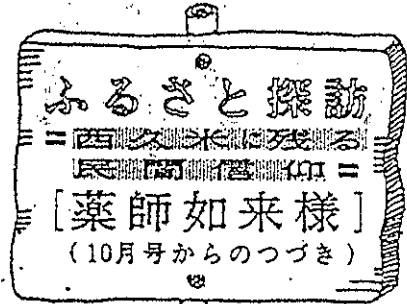 ふるさと探訪
=西久米に残る
民間信仰=
[薬師如来様]
(10月号からのつづき)